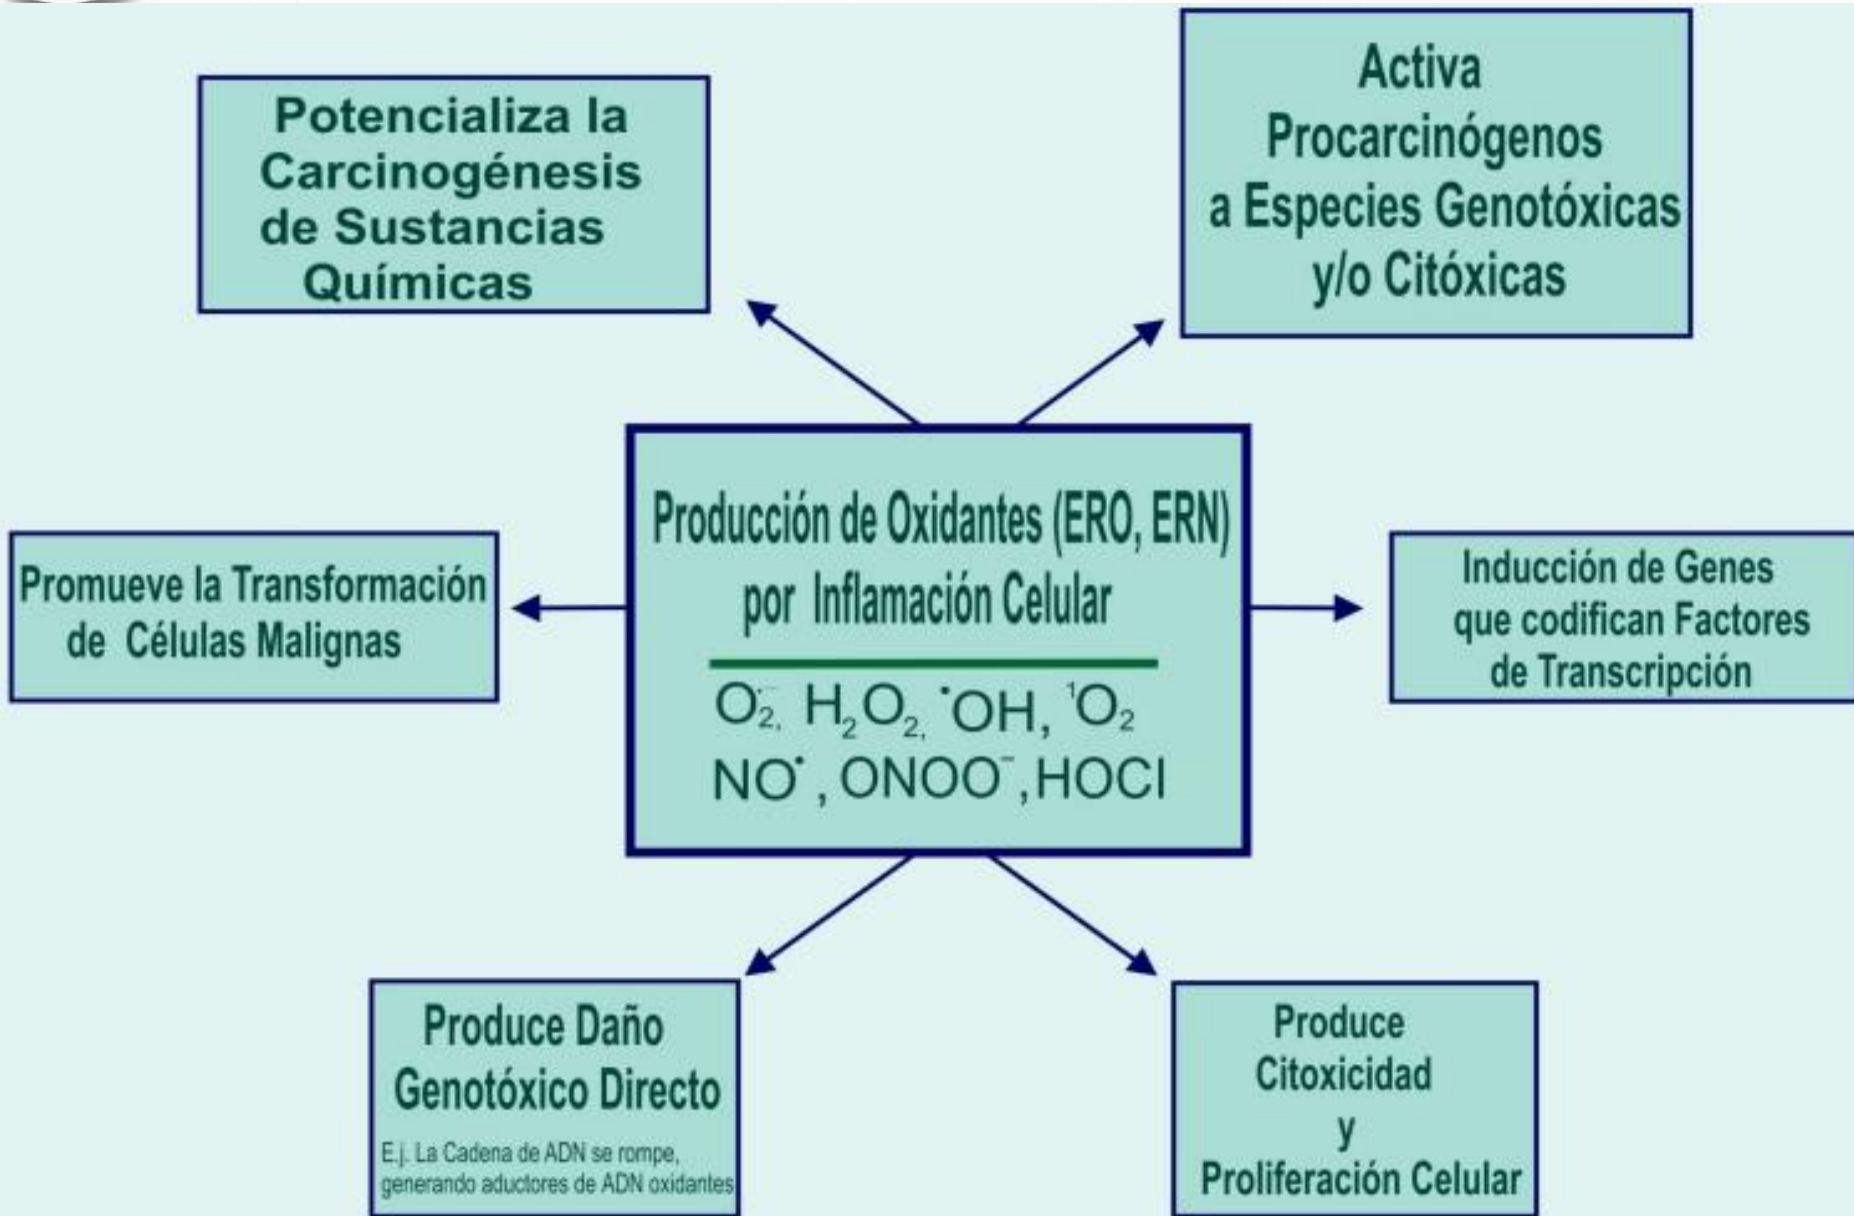 Potencializa la
Carcinogénesis
de Sustancias
Químicas
Activa
Procarcinógenos
a Especies Genotóxicas
y/o Citóxicas
Producción de Oxidantes (ERO, ERN)
por Inflamación Celular
O₂·⁻, H₂O₂, •OH, ¹O₂
NO•, ONOO⁻, HOCl
Promueve la Transformación
de Células Malignas
Inducción de Genes
que codifican Factores
de Transcripción
Produce Daño
Genotóxico Directo
E.j. La Cadena de ADN se rompe,
generando aductores de ADN oxidantes
Produce
Citoxicidad
y
Proliferación Celular